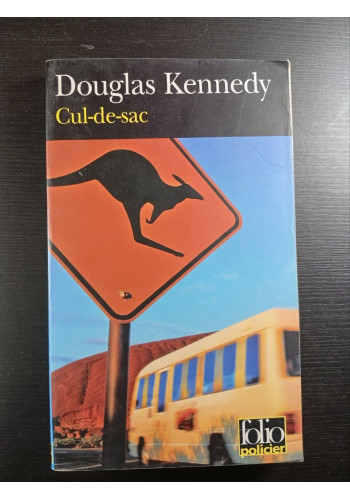 Douglas Kennedy
Cul-de-sac
folio
policier